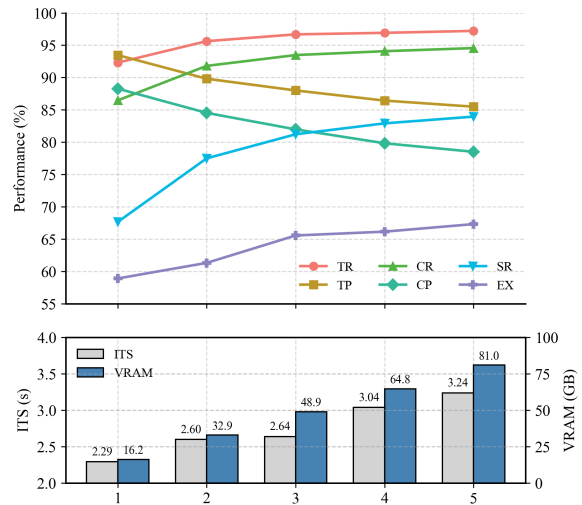 100
95
90
85
80
75
70
65
60
55
Performance (%)
TR CR SR
TP CP EX
4.0
3.5
3.0
2.5
2.0
ITS (s)
100
75
50
25
0
VRAM (GB)
ITS
VRAM
2.29 16.2 2.60 32.9 2.64 48.9 3.04 64.8 3.24 81.0
1 2 3 4 5